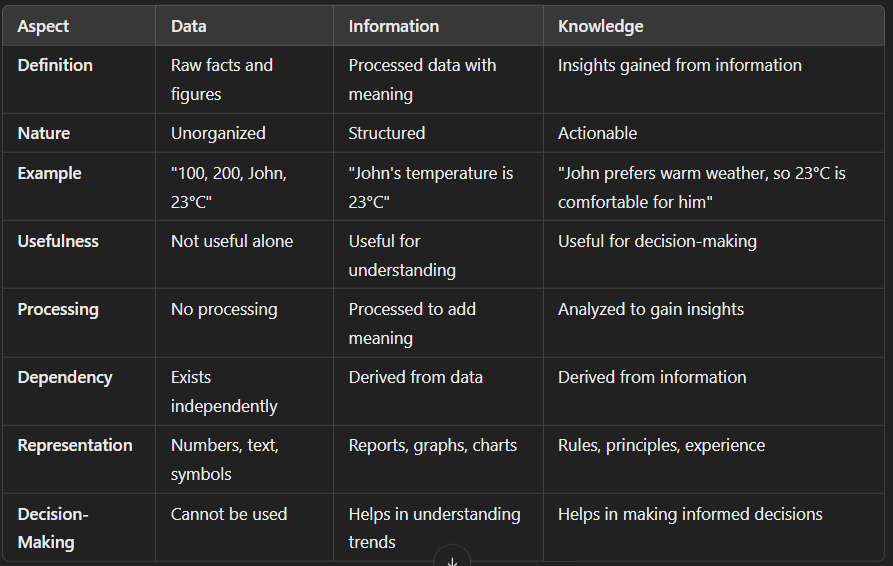 Aspect Data Information Knowledge
Definition Raw facts and figures Processed data with meaning Insights gained from information
Nature Unorganized Structured Actionable
Example "100, 200, John, 23°C" "John's temperature is 23°C" "John prefers warm weather, so 23°C is comfortable for him"
Usefulness Not useful alone Useful for understanding Useful for decision-making
Processing No processing Processed to add meaning Analyzed to gain insights
Dependency Exists independently Derived from data Derived from information
Representation Numbers, text, symbols Reports, graphs, charts Rules, principles, experience
Decision-Making Cannot be used Helps in understanding trends Helps in making informed decisions